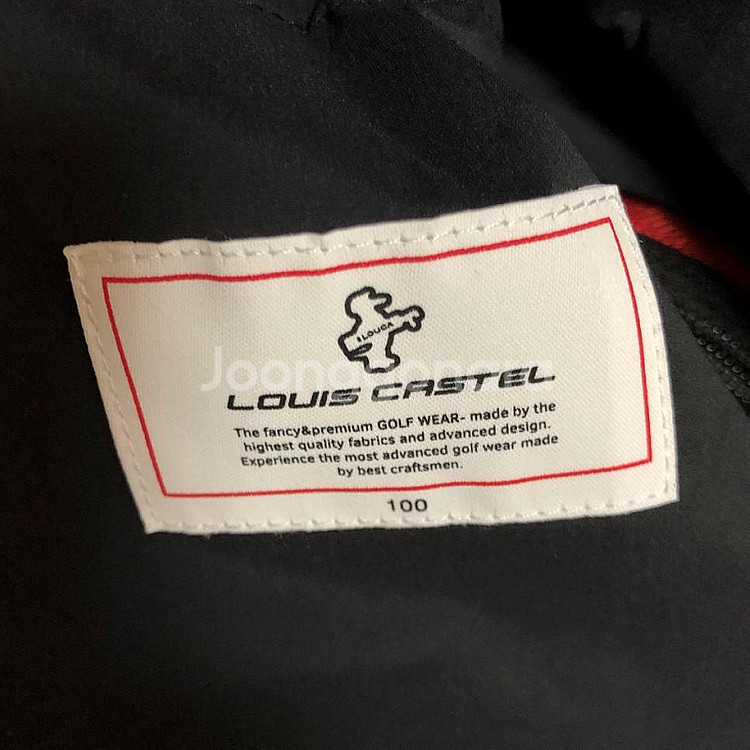 #LOUCA
LOUIS CASTEL
The fancy&premium GOLF WEAR- made by the
highest quality fabrics and advanced design.
Experience the most advanced golf wear made
by best craftsmen.
100